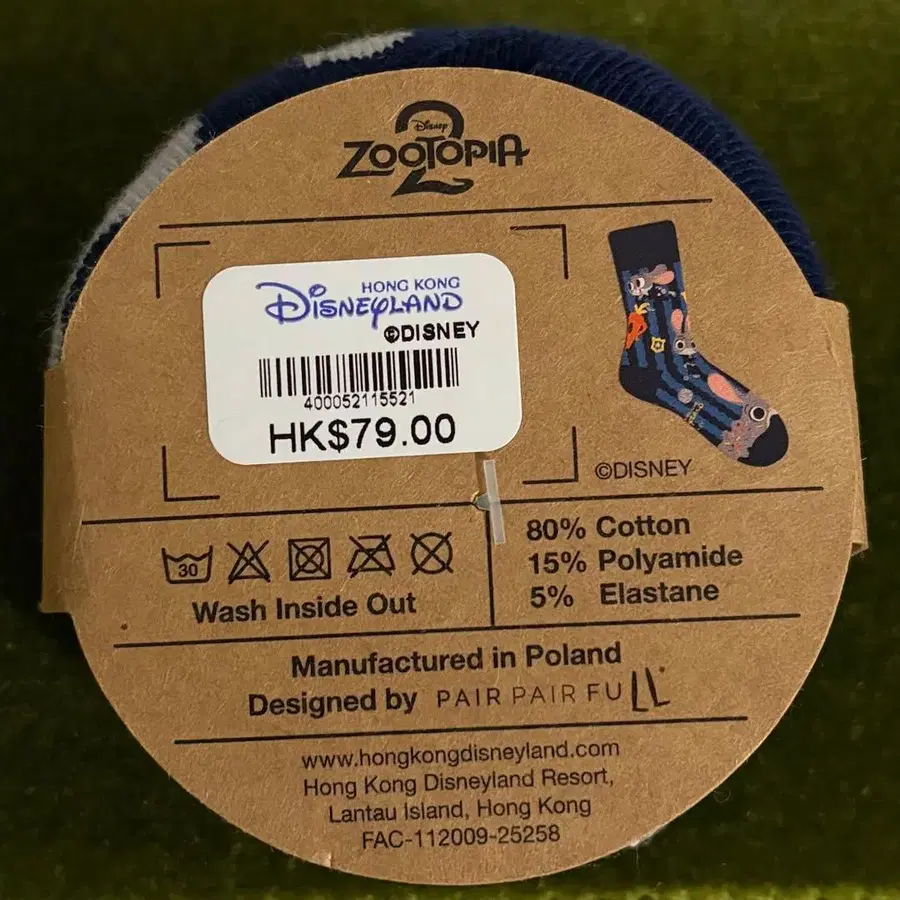 Disney
ZOOTOPIA
2
HONG KONG
DISNEYLAND
©DISNEY
400052115521
HK$79.00
©DISNEY
30
Wash Inside Out
80% Cotton
15% Polyamide
5% Elastane
Manufactured in Poland
Designed by PAIR PAIR FULL
www.hongkongdisneyland.com
Hong Kong Disneyland Resort,
Lantau Island, Hong Kong
FAC-112009-25258